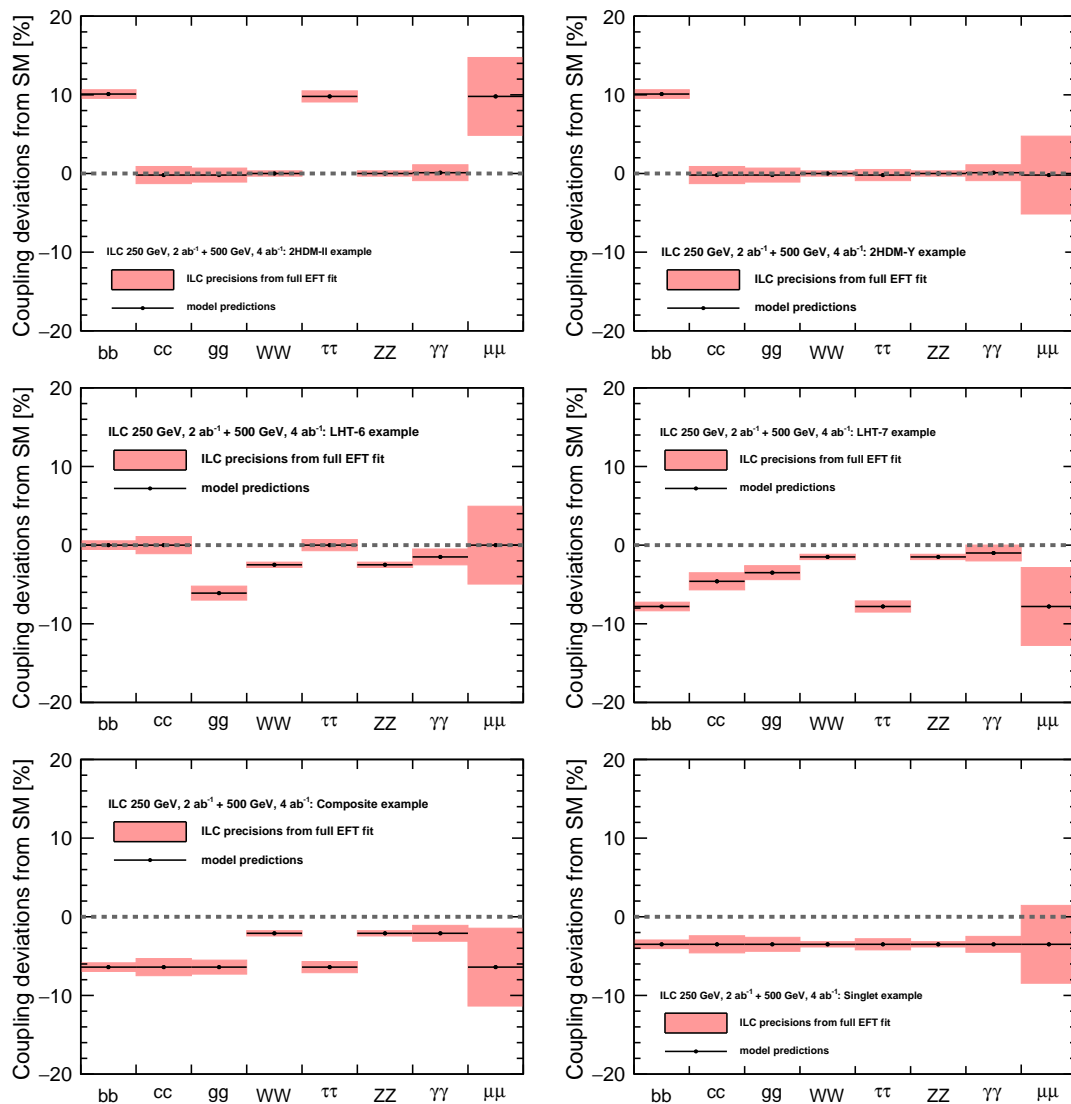 Coupling deviations from SM [%]
20
10
0
−10
−20
ILC 250 GeV, 2 ab-1 + 500 GeV, 4 ab-1: 2HDM-II example
ILC precisions from full EFT fit
model predictions
bb cc gg WW ττ ZZ γγ μμ
Coupling deviations from SM [%]
20
10
0
−10
−20
ILC 250 GeV, 2 ab-1 + 500 GeV, 4 ab-1: 2HDM-Y example
ILC precisions from full EFT fit
model predictions
bb cc gg WW ττ ZZ γγ μμ
Coupling deviations from SM [%]
20
10
0
−10
−20
ILC 250 GeV, 2 ab-1 + 500 GeV, 4 ab-1: LHT-6 example
ILC precisions from full EFT fit
model predictions
bb cc gg WW ττ ZZ γγ μμ
Coupling deviations from SM [%]
20
10
0
−10
−20
ILC 250 GeV, 2 ab-1 + 500 GeV, 4 ab-1: LHT-7 example
ILC precisions from full EFT fit
model predictions
bb cc gg WW ττ ZZ γγ μμ
Coupling deviations from SM [%]
20
10
0
−10
−20
ILC 250 GeV, 2 ab-1 + 500 GeV, 4 ab-1: Composite example
ILC precisions from full EFT fit
model predictions
bb cc gg WW ττ ZZ γγ μμ
Coupling deviations from SM [%]
20
10
0
−10
−20
ILC 250 GeV, 2 ab-1 + 500 GeV, 4 ab-1: Singlet example
ILC precisions from full EFT fit
model predictions
bb cc gg WW ττ ZZ γγ μμ